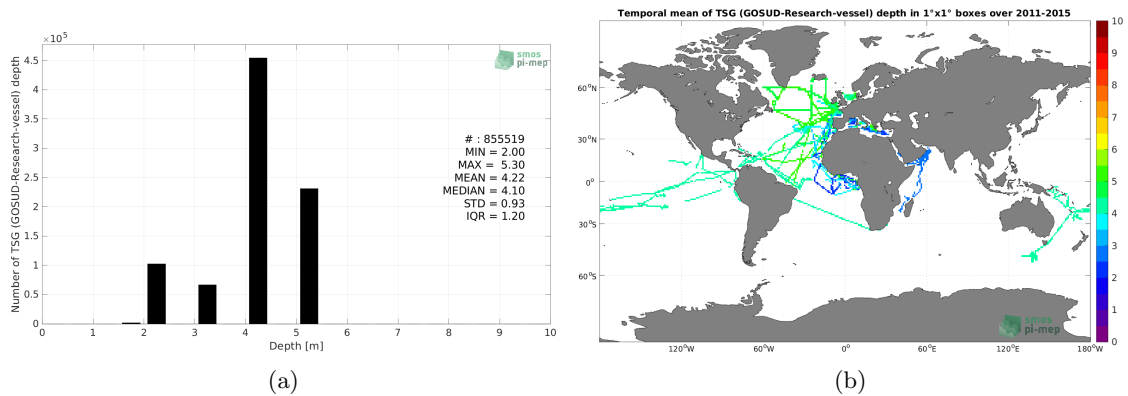 ×10⁵
Number of TSG (GOSUD-Research-vessel) depth
4.5
4
3.5
3
2.5
2
1.5
1
0.5
0
smos
pi-mep
# : 855519
MIN = 2.00
MAX = 5.30
MEAN = 4.22
MEDIAN = 4.10
STD = 0.93
IQR = 1.20
0 1 2 3 4 5 6 7 8 9 10
Depth [m]
(a)
Temporal mean of TSG (GOSUD-Research-vessel) depth in 1°x1° boxes over 2011-2015
60°N
30°N
0°
30°S
60°S
120°W 60°W 0° 60°E 120°E 180°W
smos
pi-mep
10
9
8
7
6
5
4
3
2
1
0
(b)